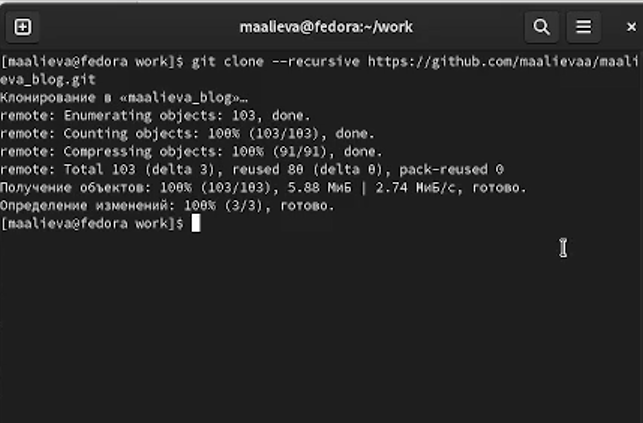 maalieva@fedora:~/work
[maalieva@fedora work]$ git clone --recursive https://github.com/maalievaa/maali
eva_blog.git
Клонирование в «maalieva_blog»…
remote: Enumerating objects: 103, done.
remote: Counting objects: 100% (103/103), done.
remote: Compressing objects: 100% (91/91), done.
remote: Total 103 (delta 3), reused 80 (delta 0), pack-reused 0
Получение объектов: 100% (103/103), 5.88 МиБ | 2.74 МиБ/с, готово.
Определение изменений: 100% (3/3), готово.
[maalieva@fedora work]$